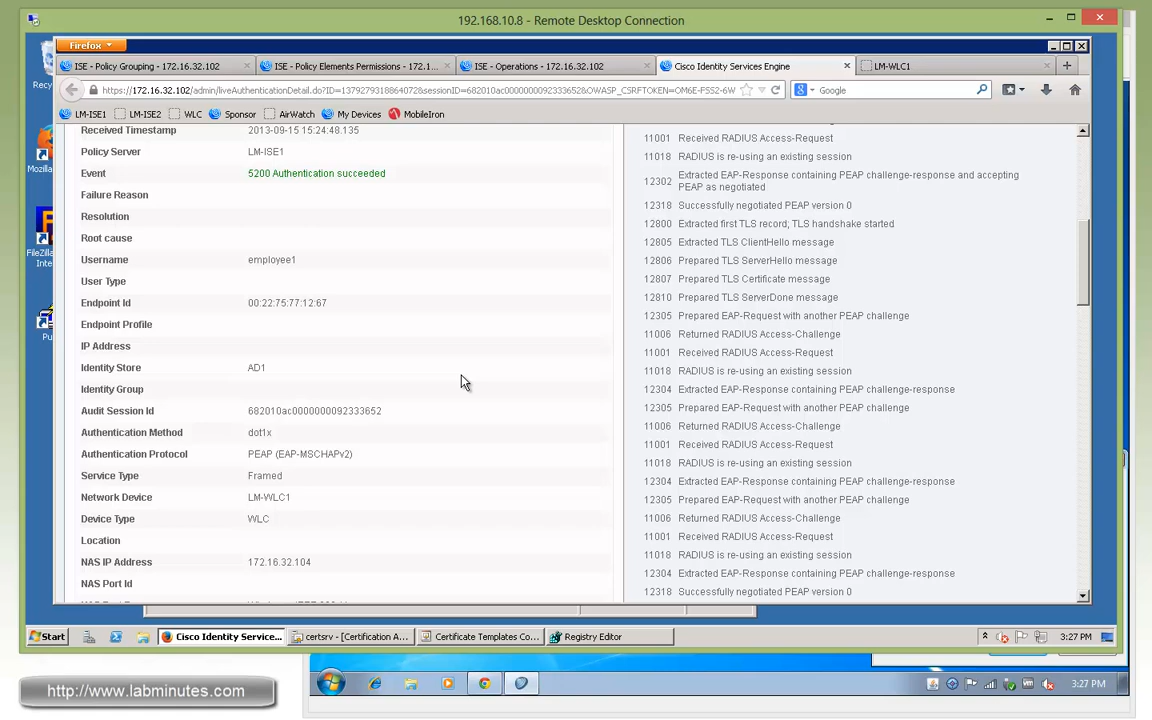 192.168.10.8 - Remote Desktop Connection
Firefox
ISE - Policy Grouping - 172.16.32.102
ISE - Policy Elements Permissions - 172.1...
ISE - Operations - 172.16.32.102
Cisco Identity Services Engine
LM-WLC1
Google
LM-ISE1
LM-ISE2
WLC
Sponsor
AirWatch
My Devices
MobileIron
Recy
Mozilla
FileZilla
Inter
Pu
Received Timestamp 2013-09-15 15:24:48.135
Policy Server LM-ISE1
Event 5200 Authentication succeeded
Failure Reason
Resolution
Root cause
Username employee1
User Type
Endpoint Id 00:22:75:77:12:67
Endpoint Profile
IP Address
Identity Store AD1
Identity Group
Audit Session Id 682010ac0000000092333652
Authentication Method dot1x
Authentication Protocol PEAP (EAP-MSCHAPv2)
Service Type Framed
Network Device LM-WLC1
Device Type WLC
Location
NAS IP Address 172.16.32.104
NAS Port Id
11001 Received RADIUS Access-Request
11018 RADIUS is re-using an existing session
12302 Extracted EAP-Response containing PEAP challenge-response and accepting
PEAP as negotiated
12318 Successfully negotiated PEAP version 0
12800 Extracted first TLS record; TLS handshake started
12805 Extracted TLS ClientHello message
12806 Prepared TLS ServerHello message
12807 Prepared TLS Certificate message
12810 Prepared TLS ServerDone message
12305 Prepared EAP-Request with another PEAP challenge
11006 Returned RADIUS Access-Challenge
11001 Received RADIUS Access-Request
11018 RADIUS is re-using an existing session
12304 Extracted EAP-Response containing PEAP challenge-response
12305 Prepared EAP-Request with another PEAP challenge
11006 Returned RADIUS Access-Challenge
11001 Received RADIUS Access-Request
11018 RADIUS is re-using an existing session
12304 Extracted EAP-Response containing PEAP challenge-response
12305 Prepared EAP-Request with another PEAP challenge
11006 Returned RADIUS Access-Challenge
11001 Received RADIUS Access-Request
11018 RADIUS is re-using an existing session
12304 Extracted EAP-Response containing PEAP challenge-response
12318 Successfully negotiated PEAP version 0
Start
Cisco Identity Service...
certsrv - [Certification A...
Certificate Templates Co...
Registry Editor
3:27 PM
http://www.labminutes.com
3:27 PM